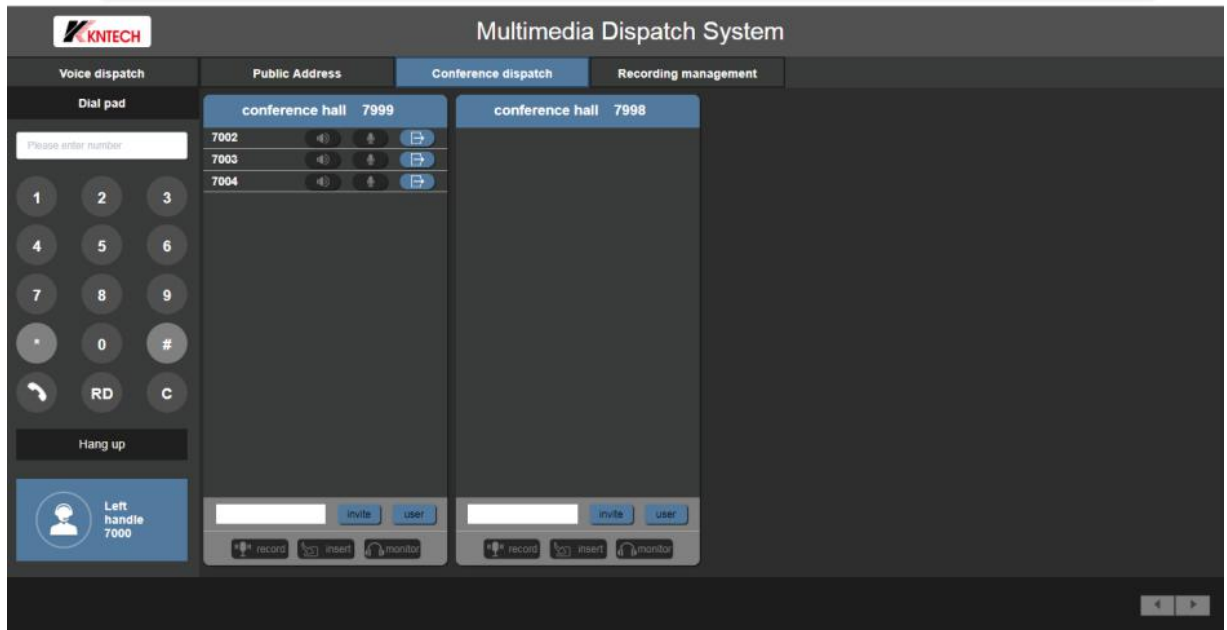 KNTECH
Multimedia Dispatch System
Voice dispatch
Public Address
Conference dispatch
Recording management
Dial pad
Please enter number
1 2 3
4 5 6
7 8 9
* 0 #
RD C
Hang up
Left
handle
7000
conference hall 7999
7002
7003
7004
invite user
record insert monitor
conference hall 7998
invite user
record insert monitor